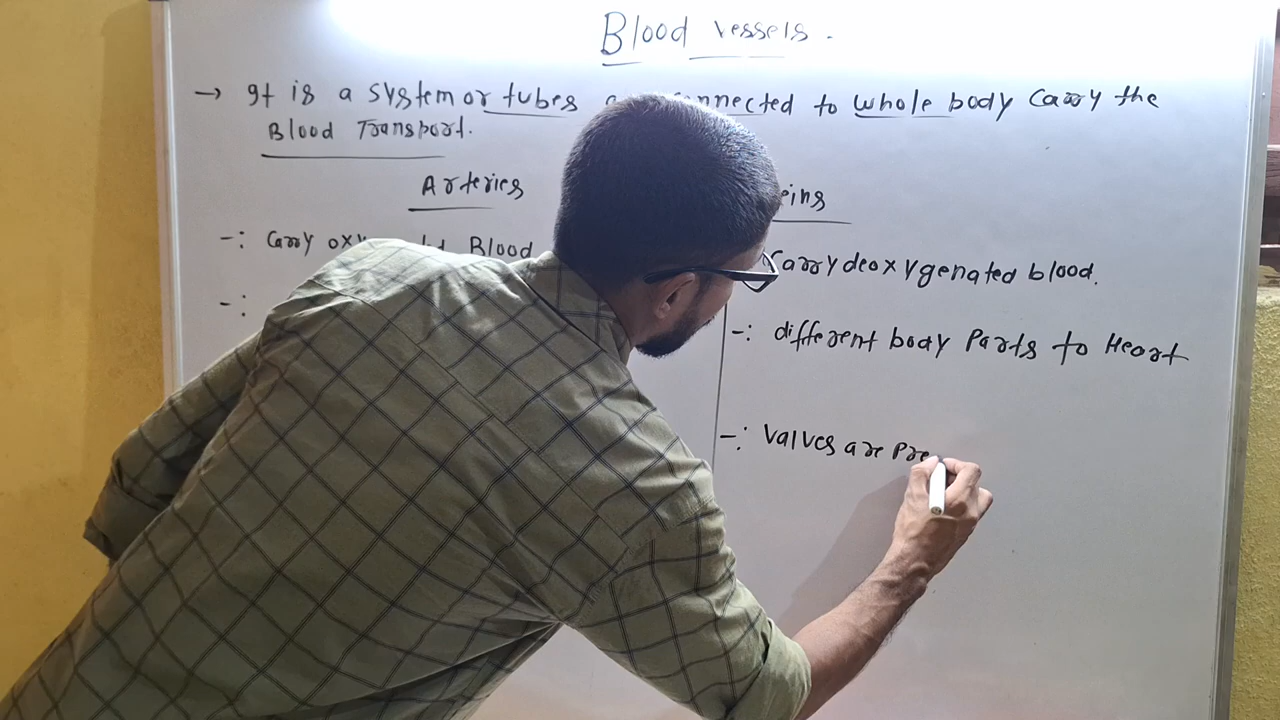 Blood vessels.
→ It is a system or tubes connected to whole body Carry the
Blood Transport.
Arteries
-: Carry Blood
Carry deoxygenated blood.
-:
-: different body Parts to Heart
-: Valves are Pre